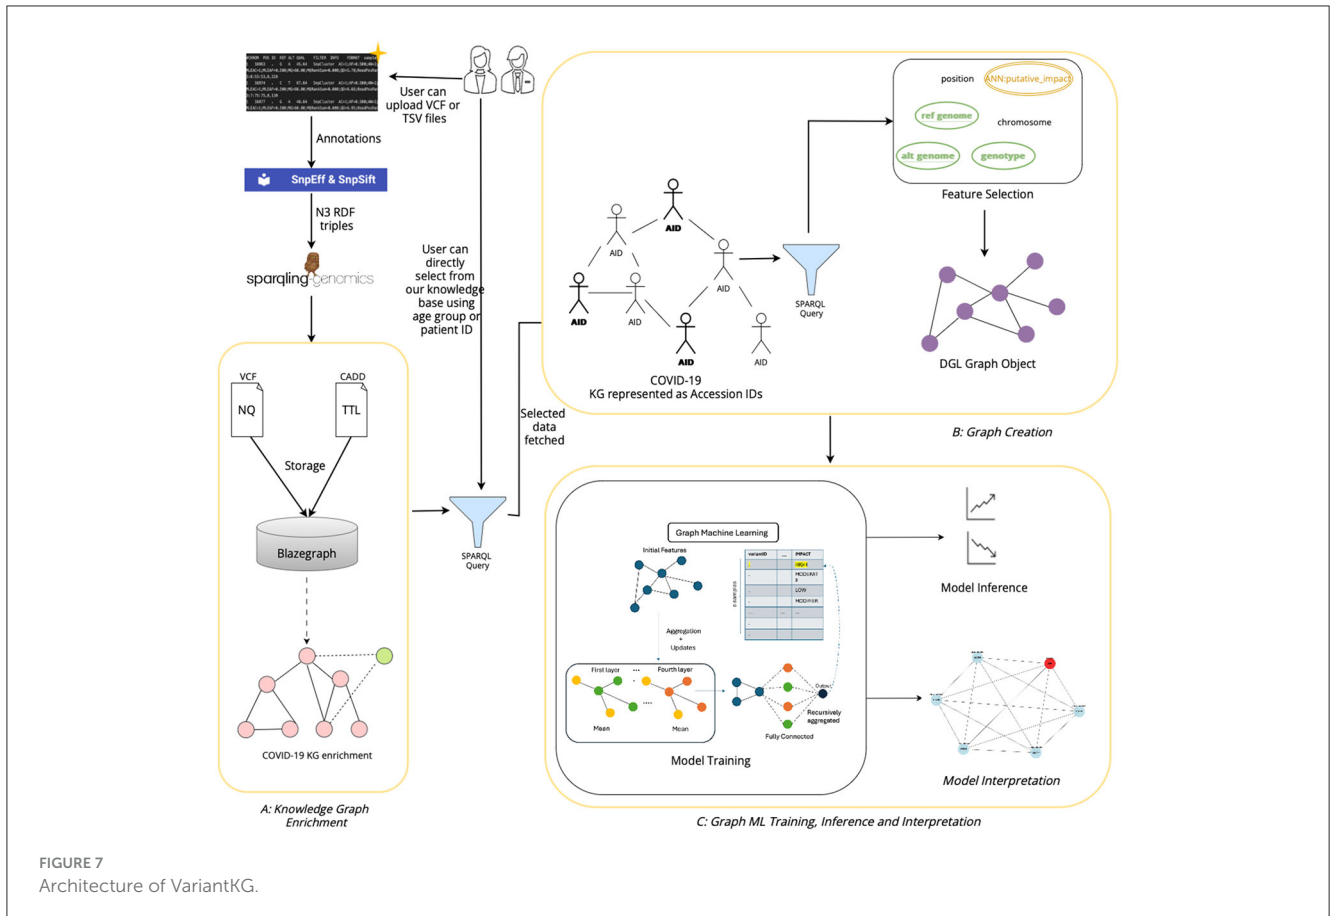 User can
upload VCF or
TSV files
Annotations
SnpEff & SnpSift
N3 RDF
triples
sparqling-genomics
User can
directly
select from
our knowledge
base using
age group or
patient ID
VCF
CADD
NQ
TTL
Storage
Blazegraph
COVID-19 KG enrichment
A: Knowledge Graph
Enrichment
SPARQL
Query
Selected
data
fetched
AID
AID
AID
AID
AID
AID
AID
AID
COVID-19
KG represented as Accession IDs
SPARQL
Query
position
ANN:putative_impact
ref genome
chromosome
alt genome
genotype
Feature Selection
DGL Graph Object
B: Graph Creation
Graph Machine Learning
Initial Features
variantID .... IMPACT
HIGH
MODERAT
E
LOW
MODIFIER
Aggregation
+
Updates
First layer .... Fourth layer
....
Mean
Mean
Output
Recursively
aggregated
Fully Connected
Model Training
Model Inference
Model Interpretation
C: Graph ML Training, Inference and Interpretation
FIGURE 7
Architecture of VariantKG.